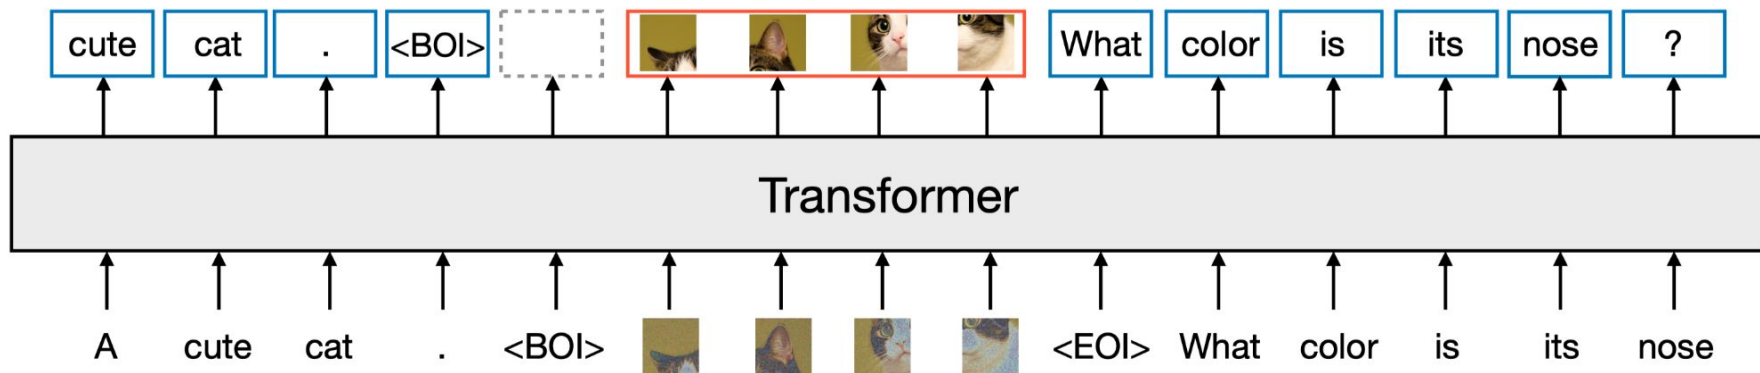 cute cat . <BOI> What color is its nose ?
Transformer
A cute cat . <BOI> <EOI> What color is its nose